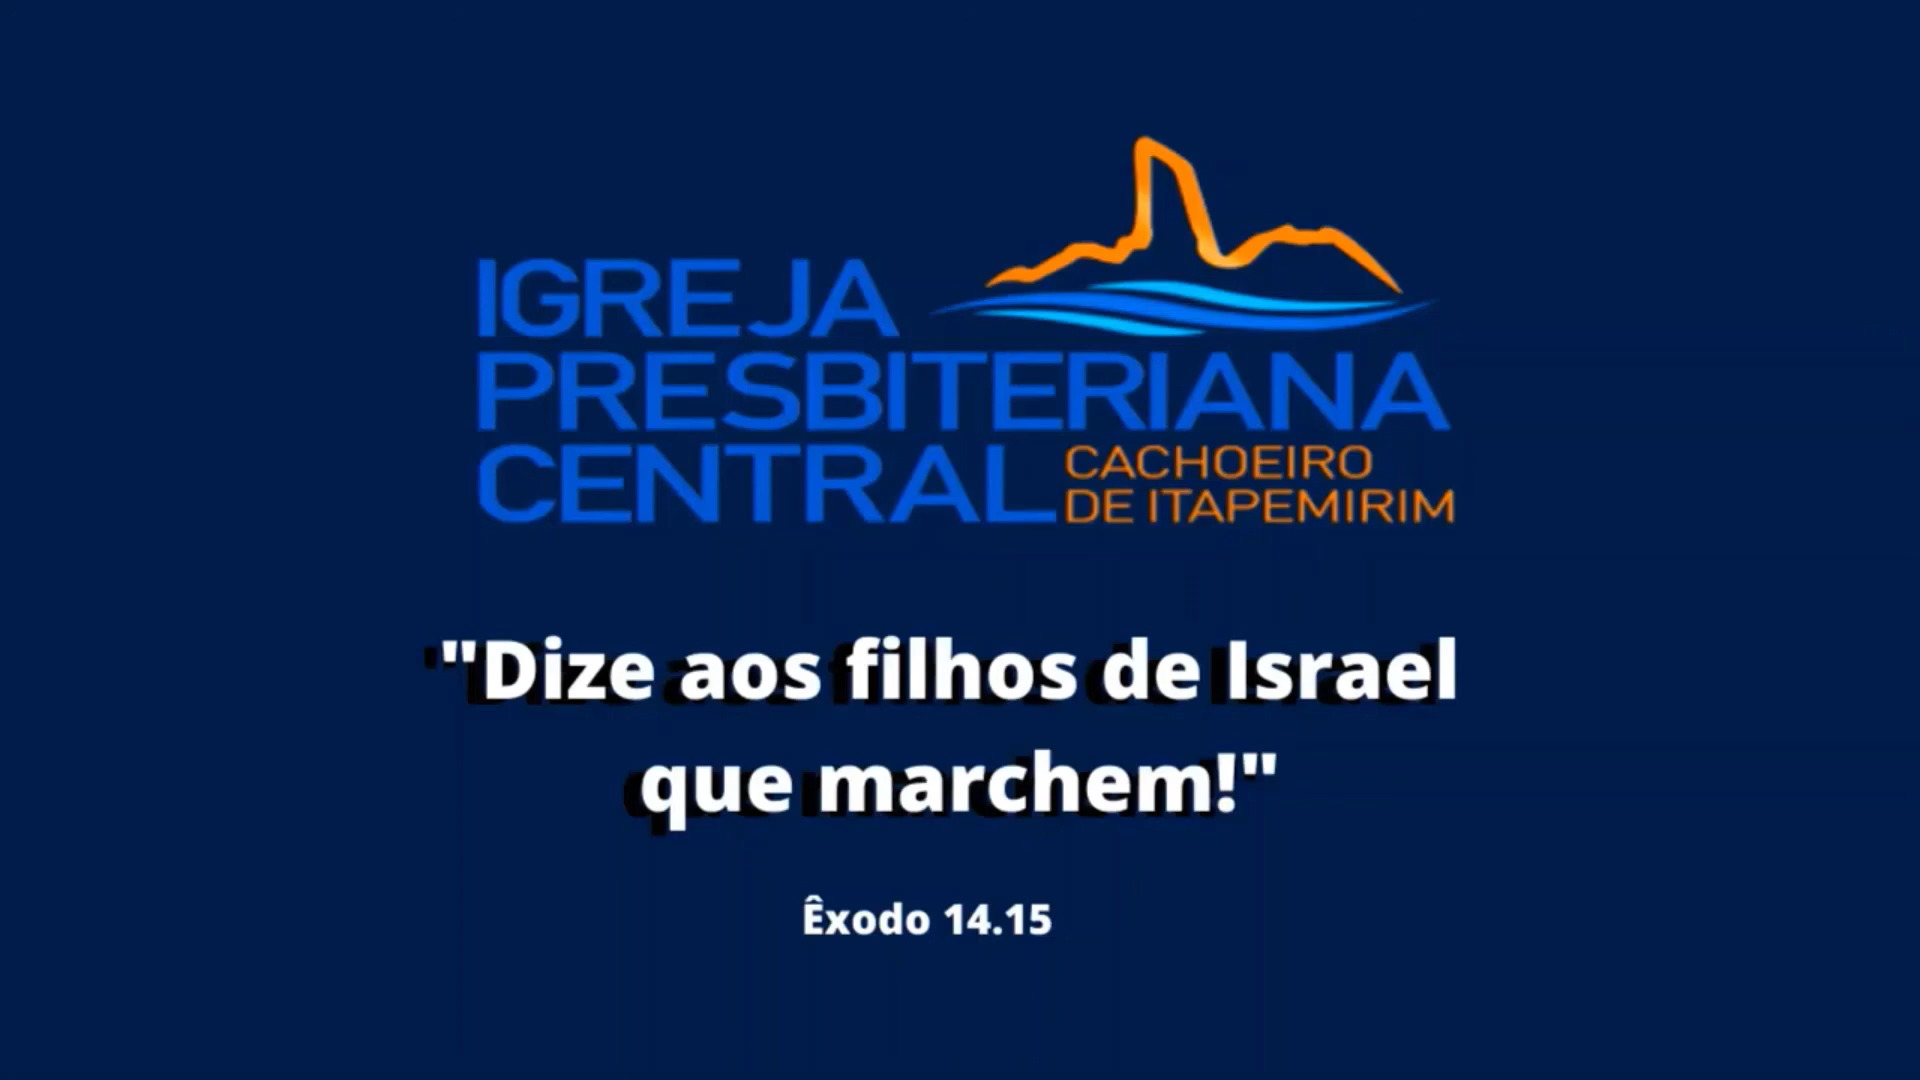 IGREJA
PRESBITERIANA
CENTRAL CACHOEIRO
DE ITAPEMIRIM
"Dize aos filhos de Israel
que marchem!"
Êxodo 14.15